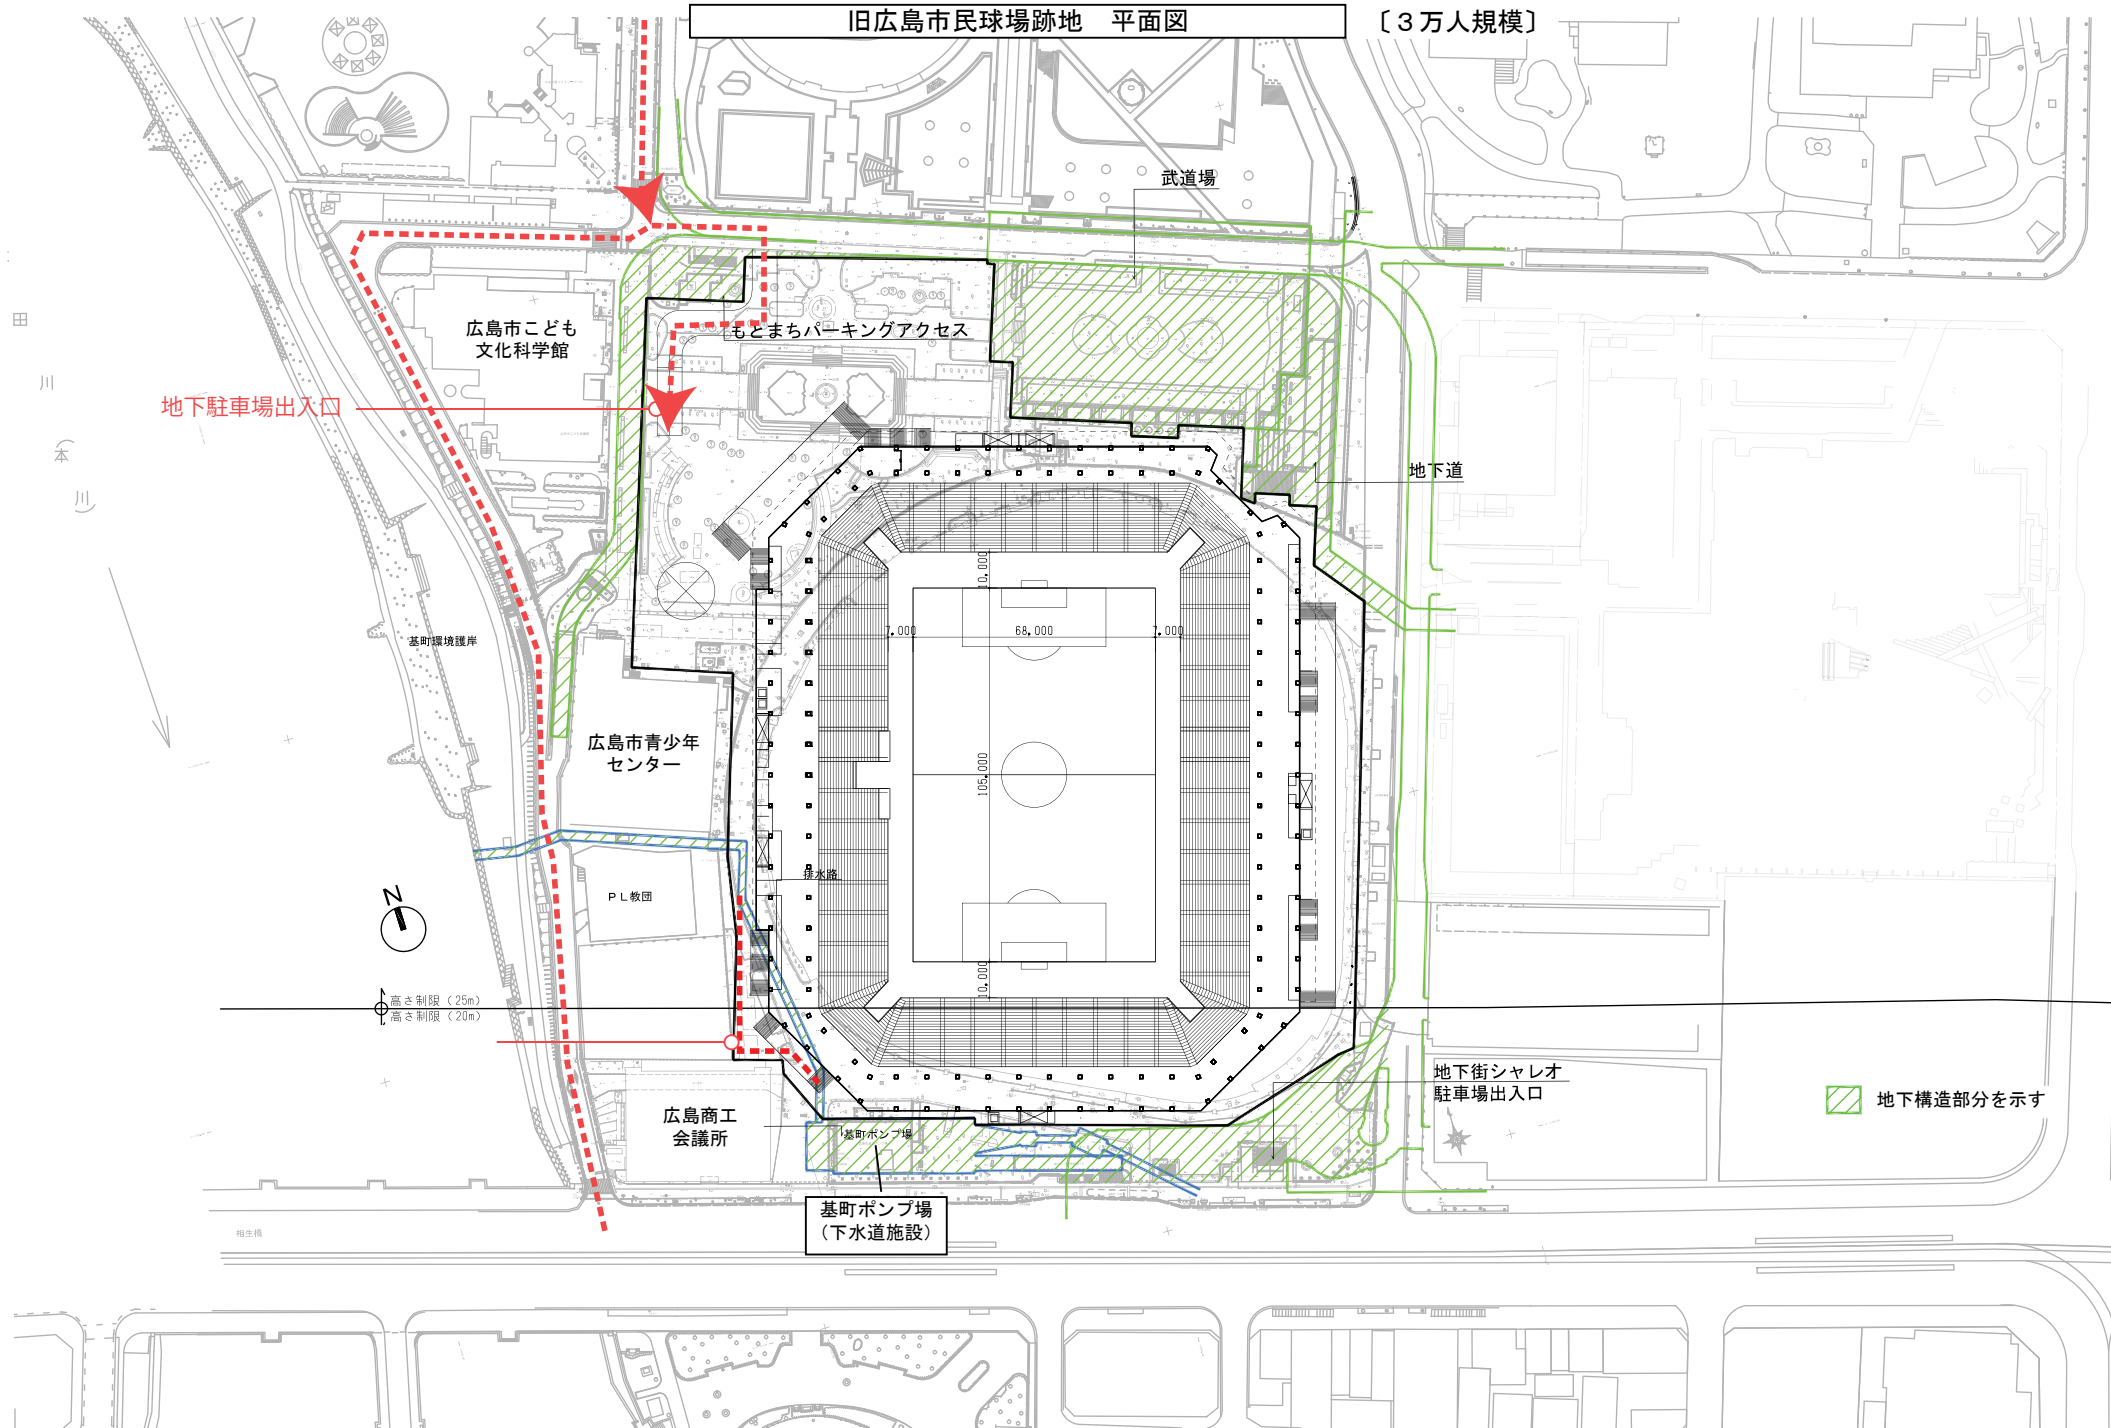 旧広島市民球場跡地　平面図
〔３万人規模〕
武道場
広島市こども
文化科学館
もとまちパーキングアクセス
地下駐車場出入口
地下道
田
川
（
本
川
）
10,000
7,000
68,000
7,000
基町環境護岸
広島市青少年
センター
105,000
排水路
ＰＬ教団
N
10,000
高さ制限（25m）
高さ制限（20m）
地下街シャレオ
駐車場出入口
地下構造部分を示す
広島商工
会議所
基町ポンプ場
基町ポンプ場
（下水道施設）
相生橋